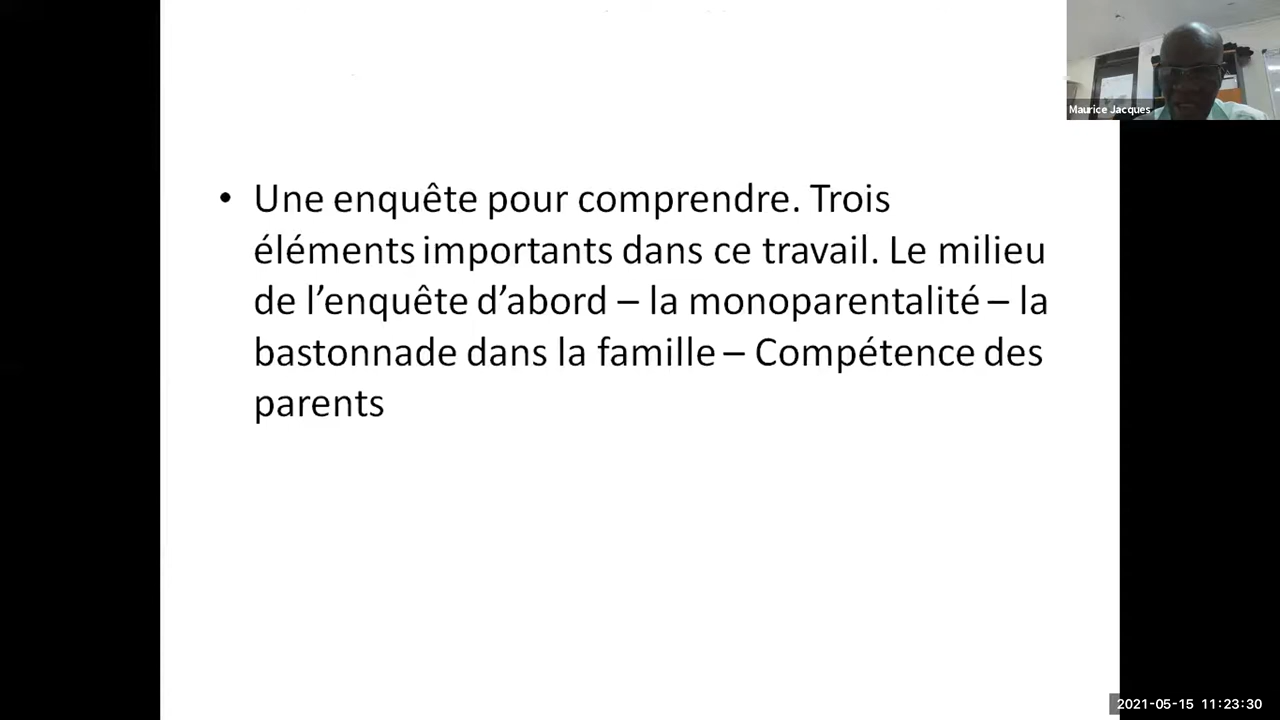 Maurice Jacques
• Une enquête pour comprendre. Trois
éléments importants dans ce travail. Le milieu
de l’enquête d’abord – la monoparentalité – la
bastonnade dans la famille – Compétence des
parents
2021-05-15 11:23:30